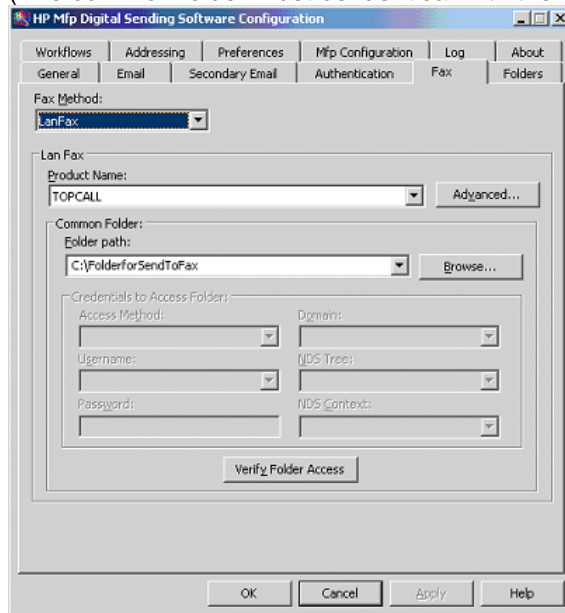 HP Mfp Digital Sending Software Configuration
Workflows Addressing Preferences Mfp Configuration Log About
General Email Secondary Email Authentication Fax Folders
Fax Method:
LanFax
Lan Fax
Product Name:
TOPCALL Advanced...
Common Folder:
Folder path:
C:\FolderforSendToFax Browse...
Credentials to Access Folder:
Access Method: Domain:
Username: NDS Tree:
Password: NDS Context:
Verify Folder Access
OK Cancel Apply Help